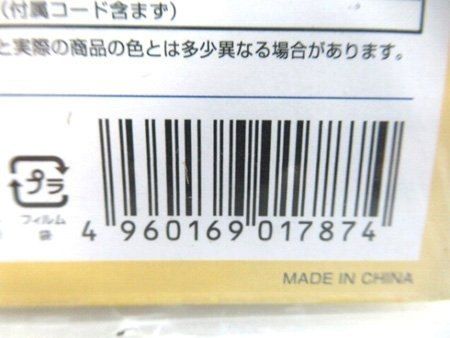 (付属コード含まず)
と実際の商品の色とは多少異なる場合があります。
プラ
フィルム
袋
4 960169 017874
MADE IN CHINA